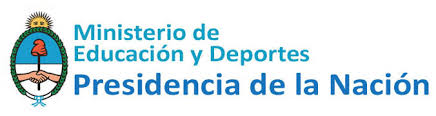 Ministerio de
Educación y Deportes
Presidencia de la Nación